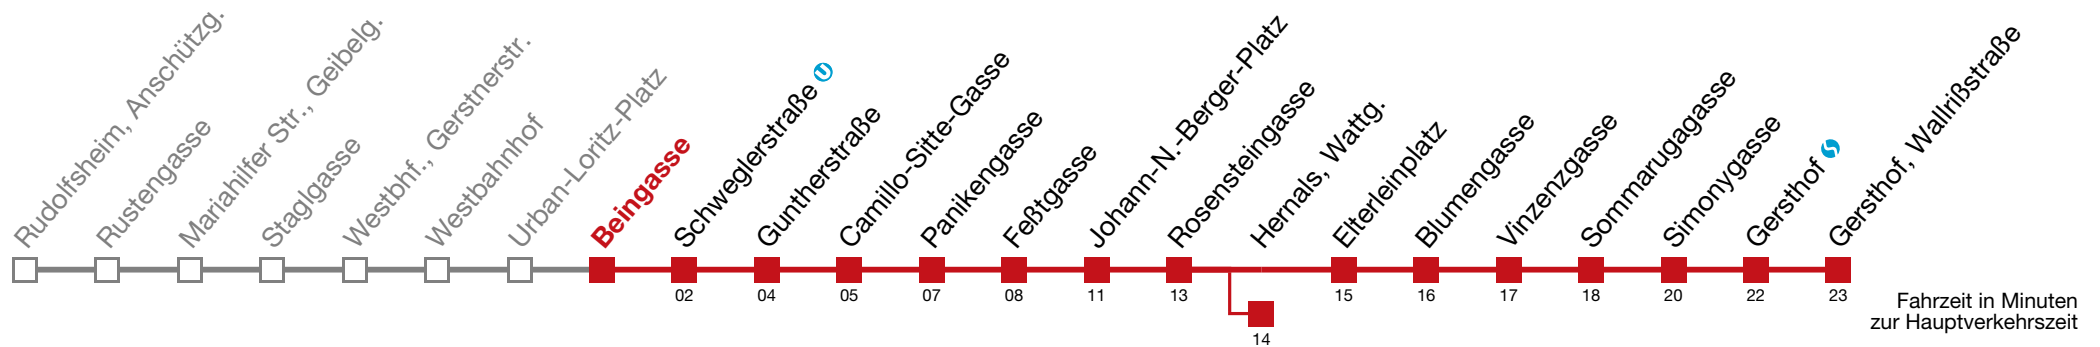 Rudolfsheim, Anschützg.
Rustengasse
Mariahilfer Str., Geibelg.
Staglgasse
Westbhf., Gerstnerstr.
Westbahnhof
Urban-Loritz-Platz
Beingasse
Schweglerstraße U
Guntherstraße
Camillo-Sitte-Gasse
Panikengasse
Feßtgasse
Johann-N.-Berger-Platz
Rosensteingasse
Hernals, Wattg.
Elterleinplatz
Blumengasse
Vinzenzgasse
Sommarugagasse
Simonygasse
Gersthof S
Gersthof, Wallrißstraße
02 04 05 07 08 11 13 15 16 17 18 20 22 23
14
Fahrzeit in Minuten
zur Hauptverkehrszeit